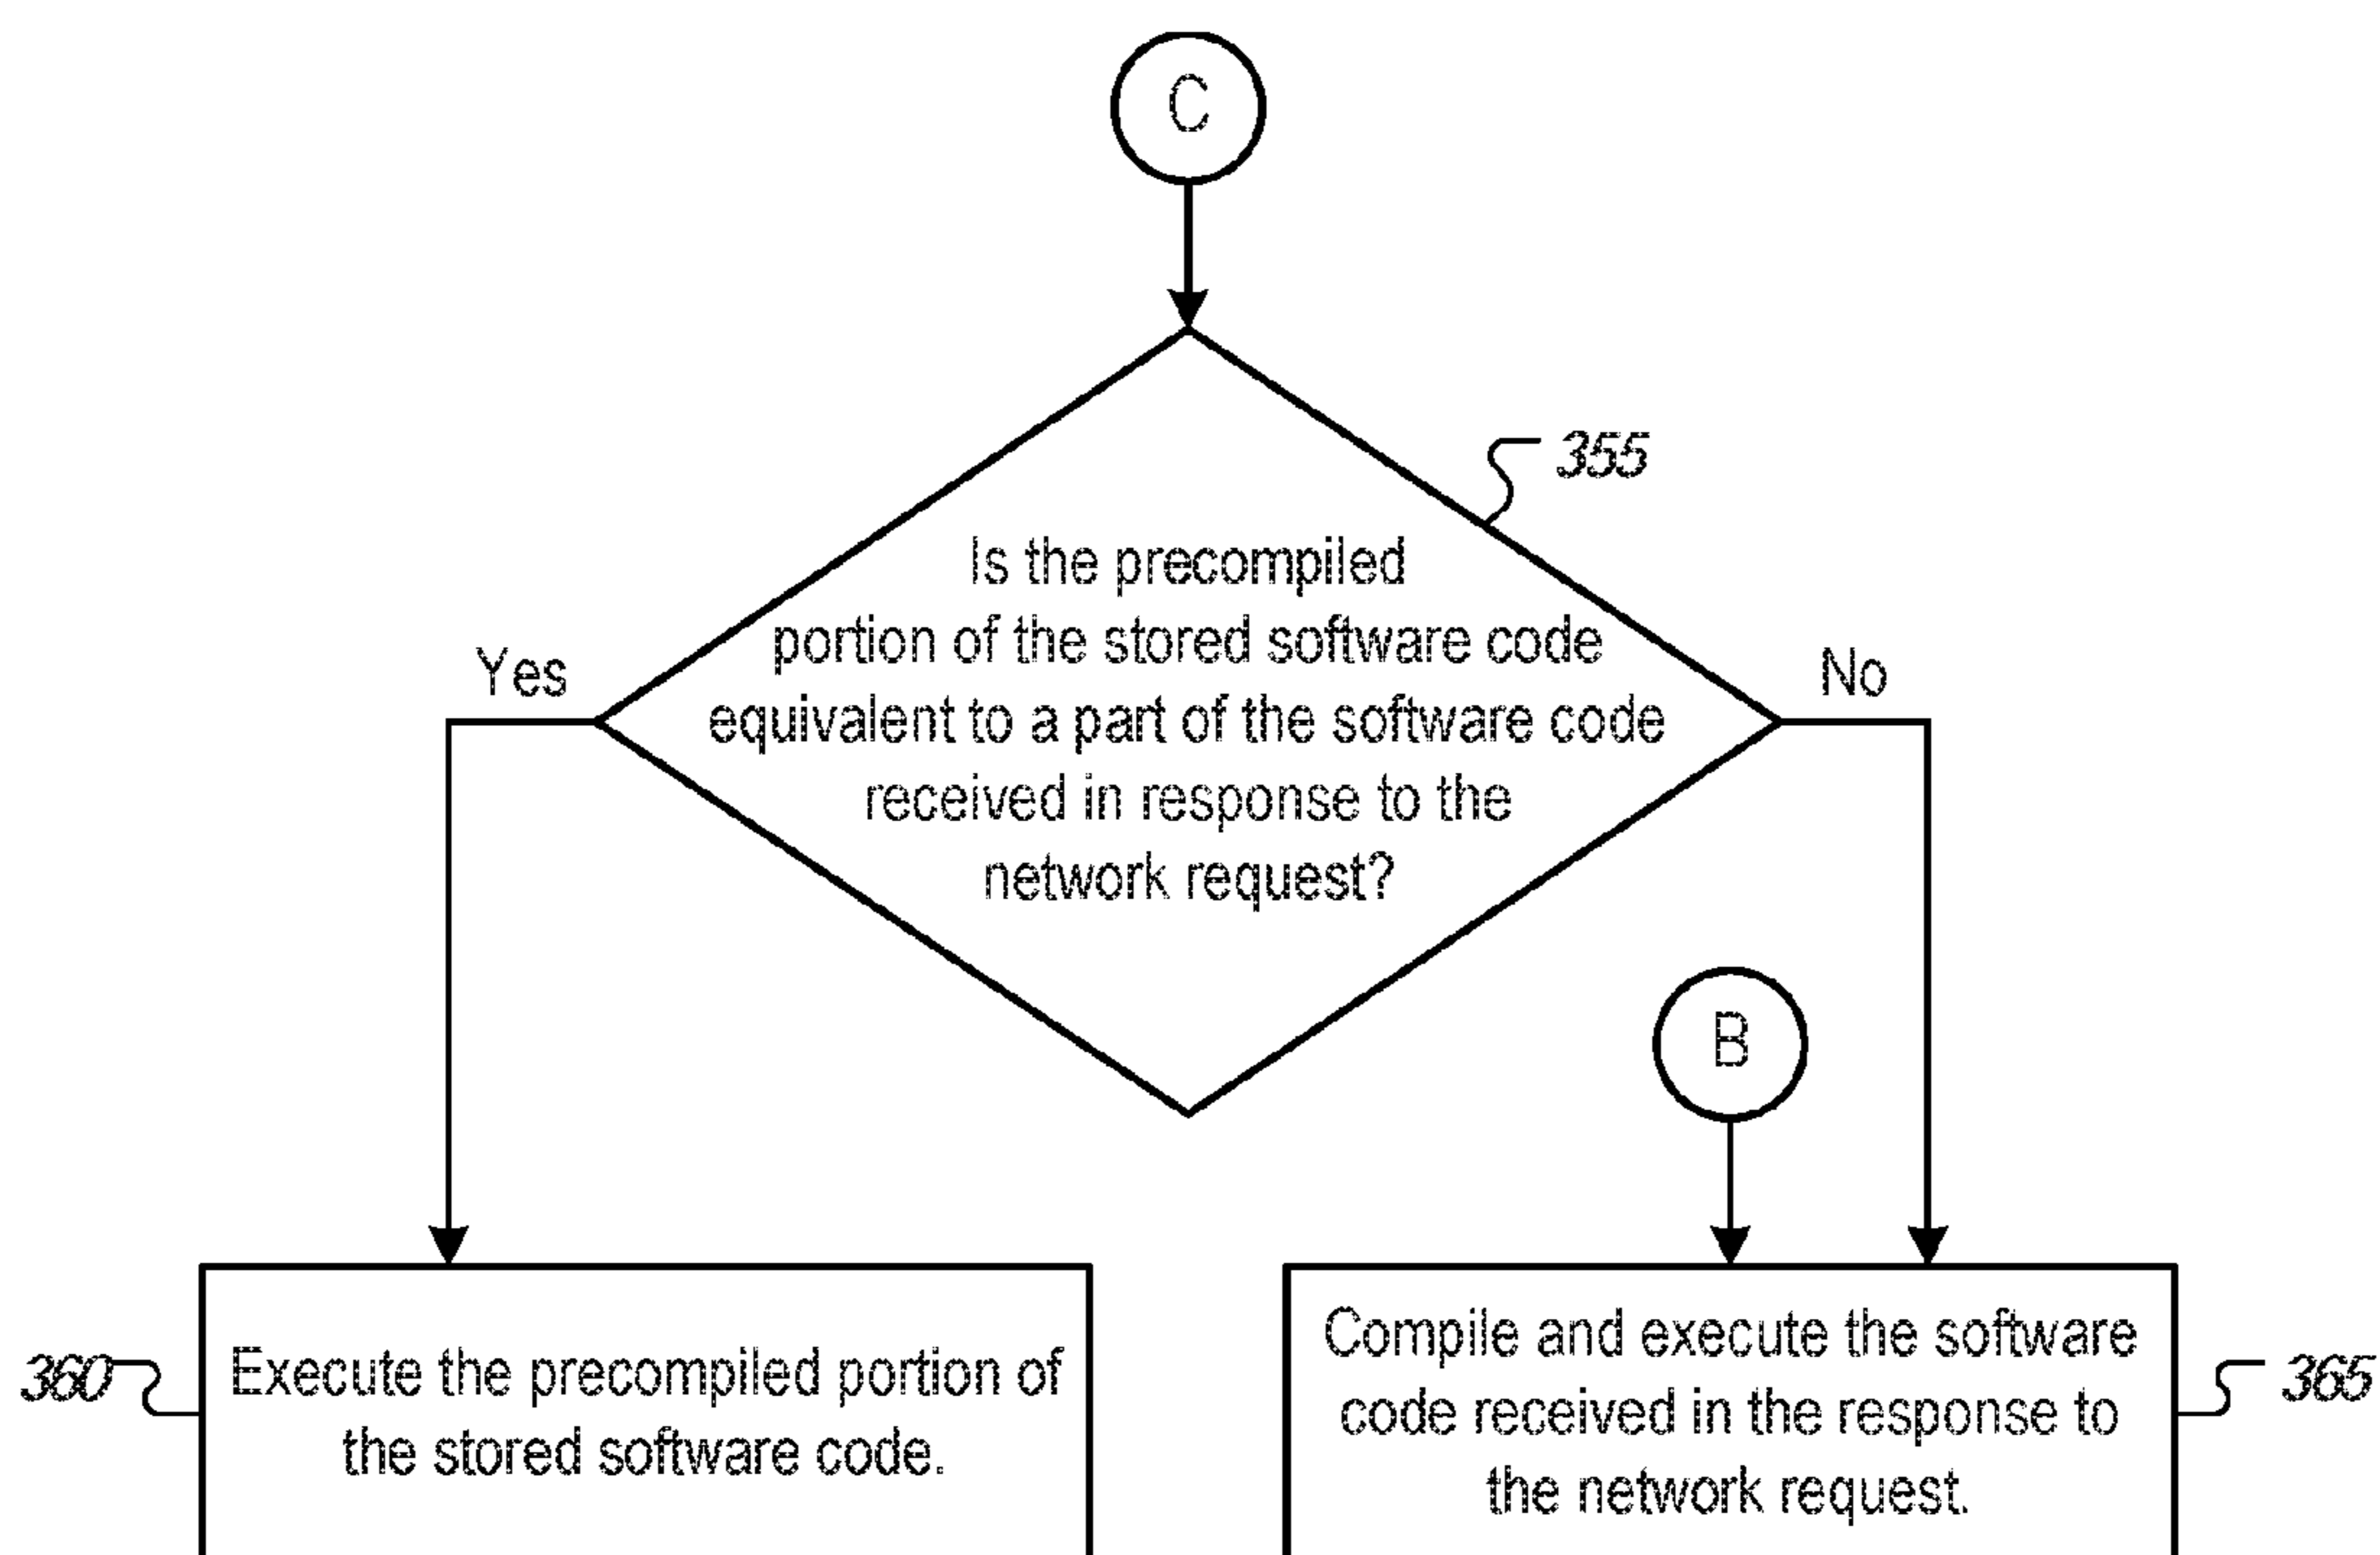 C
355
Is the precompiled
portion of the stored software code
equivalent to a part of the software code
received in response to the
network request?
Yes
No
B
360
Execute the precompiled portion of
the stored software code.
Compile and execute the software
code received in the response to
the network request.
365